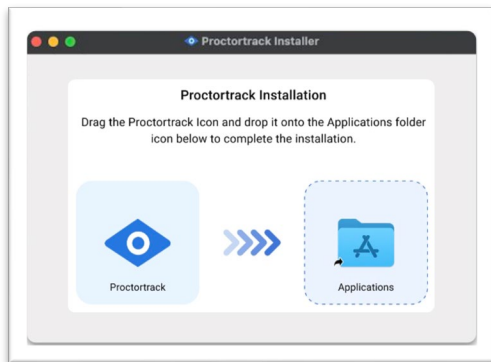 Proctortrack Installer
Proctortrack Installation
Drag the Proctortrack Icon and drop it onto the Applications folder
icon below to complete the installation.
Proctortrack
Applications